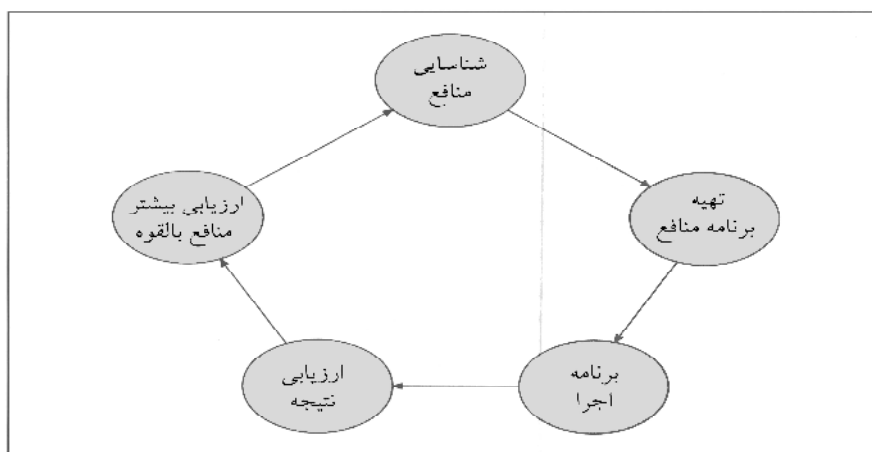 شناسایی
منافع
تهیه
برنامه منافع
برنامه
اجرا
ارزیابی
نتیجه
ارزیابی بیشتر
منافع بالقوه